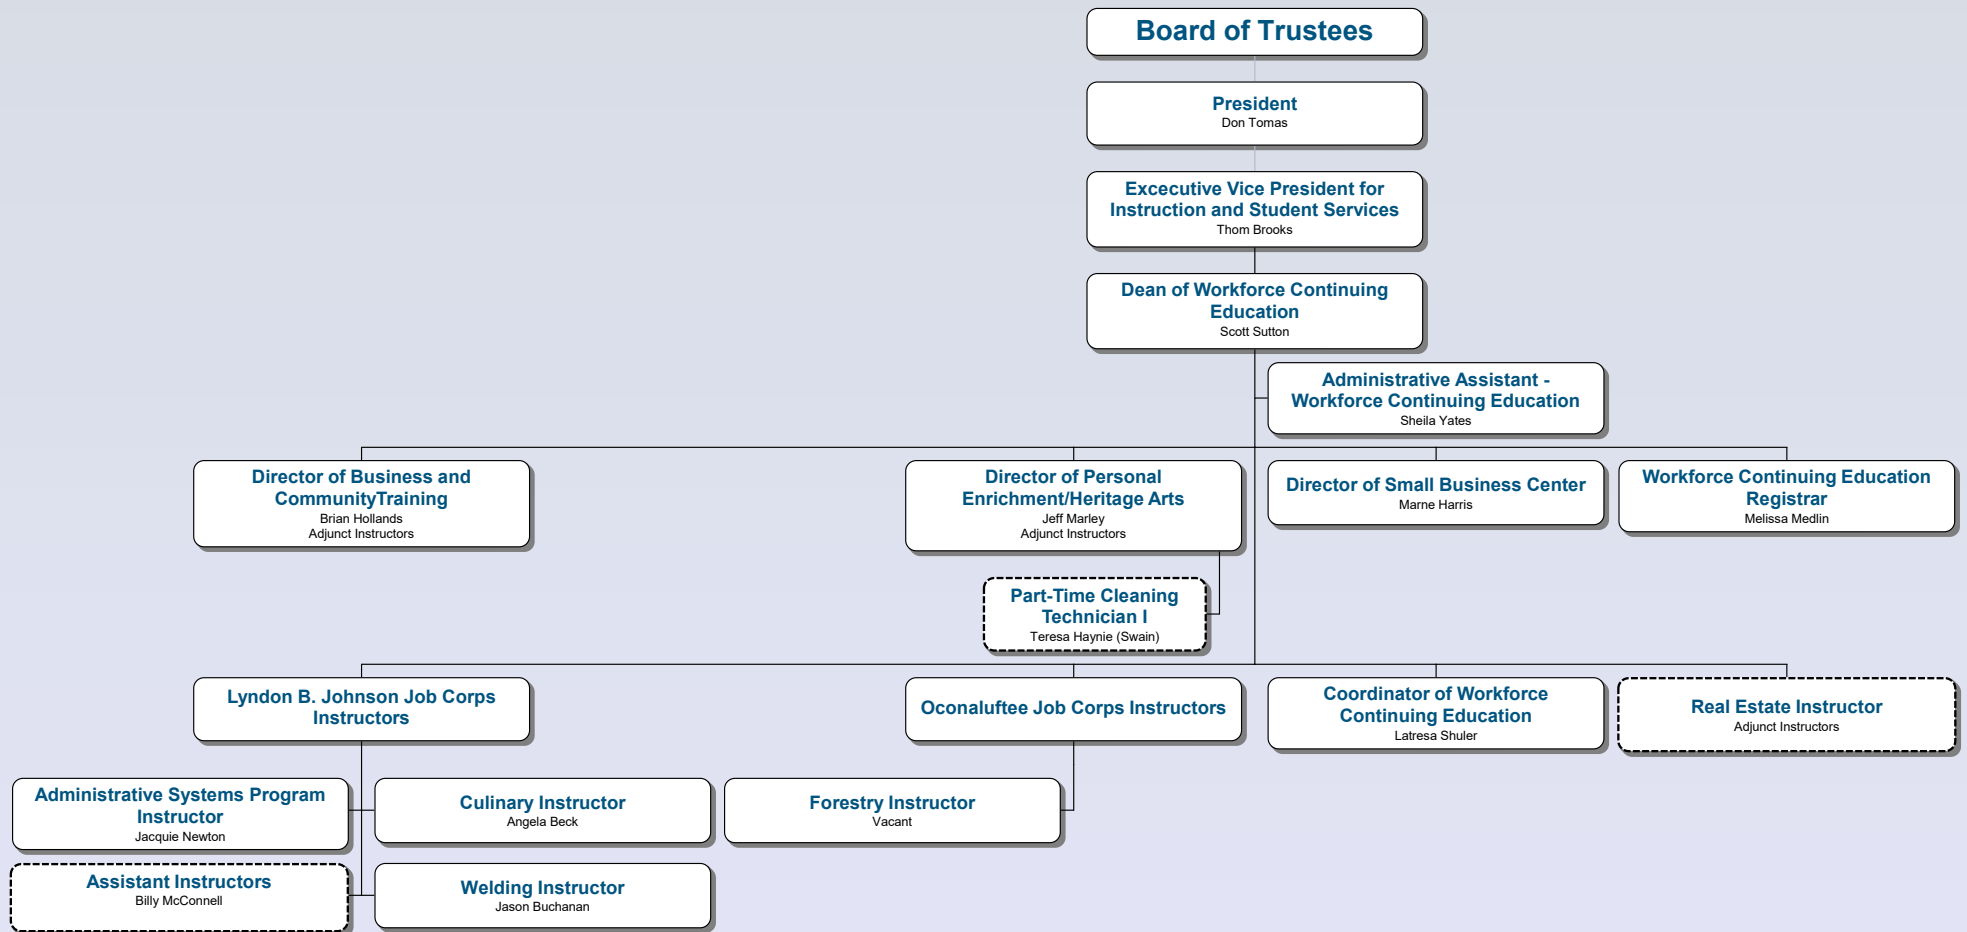 Board of Trustees
President
Don Tomas
Excecutive Vice President for
Instruction and Student Services
Thom Brooks
Dean of Workforce Continuing
Education
Scott Sutton
Administrative Assistant -
Workforce Continuing Education
Sheila Yates
Director of Business and
CommunityTraining
Brian Hollands
Adjunct Instructors
Director of Personal
Enrichment/Heritage Arts
Jeff Marley
Adjunct Instructors
Director of Small Business Center
Marne Harris
Workforce Continuing Education
Registrar
Melissa Medlin
Part-Time Cleaning
Technician I
Teresa Haynie (Swain)
Lyndon B. Johnson Job Corps
Instructors
Oconaluftee Job Corps Instructors
Coordinator of Workforce
Continuing Education
Latresa Shuler
Real Estate Instructor
Adjunct Instructors
Administrative Systems Program
Instructor
Jacquie Newton
Culinary Instructor
Angela Beck
Forestry Instructor
Vacant
Assistant Instructors
Billy McConnell
Welding Instructor
Jason Buchanan